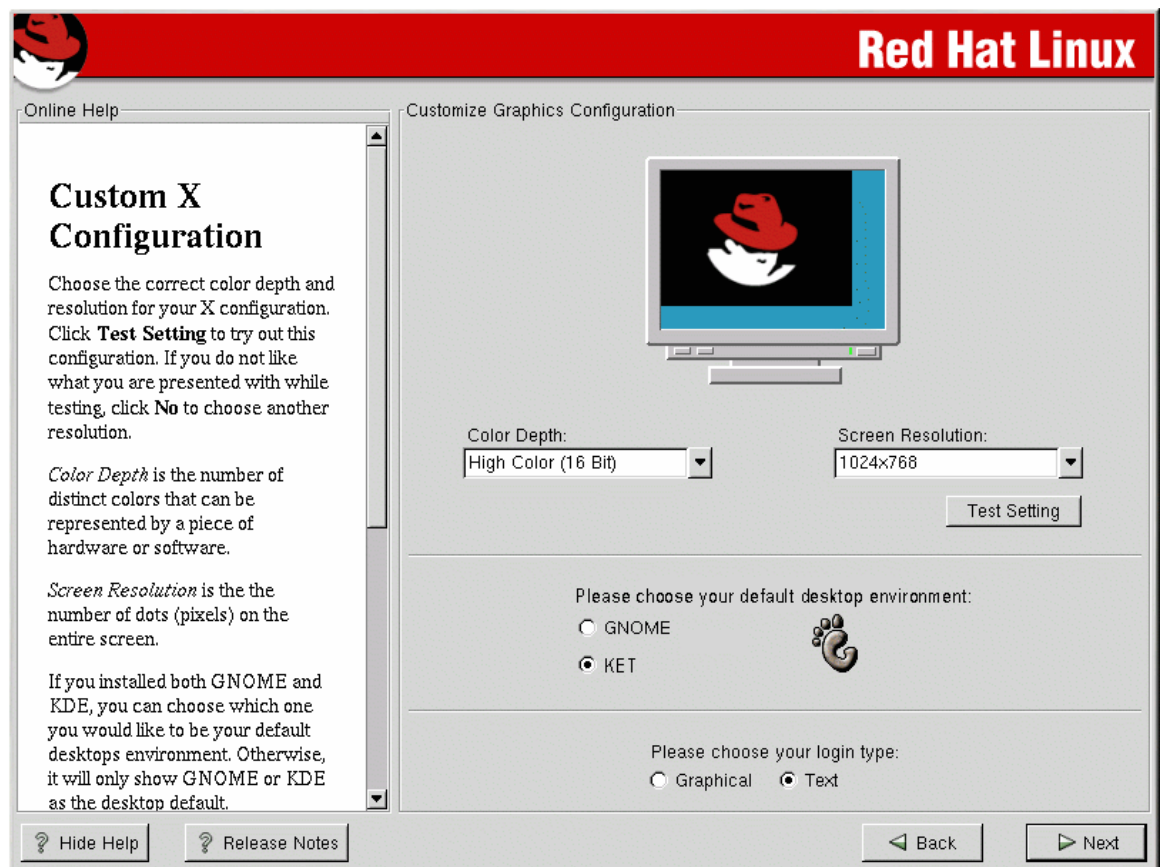 Red Hat Linux
Online Help
Custom X
Configuration
Choose the correct color depth and
resolution for your X configuration.
Click Test Setting to try out this
configuration. If you do not like
what you are presented with while
testing, click No to choose another
resolution.
Color Depth is the number of
distinct colors that can be
represented by a piece of
hardware or software.
Screen Resolution is the the
number of dots (pixels) on the
entire screen.
If you installed both GNOME and
KDE, you can choose which one
you would like to be your default
desktops environment. Otherwise,
it will only show GNOME or KDE
as the desktop default.
Customize Graphics Configuration
Color Depth:
High Color (16 Bit)
Screen Resolution:
1024x768
Test Setting
Please choose your default desktop environment:
GNOME
KET
Please choose your login type:
Graphical
Text
Hide Help
Release Notes
Back
Next